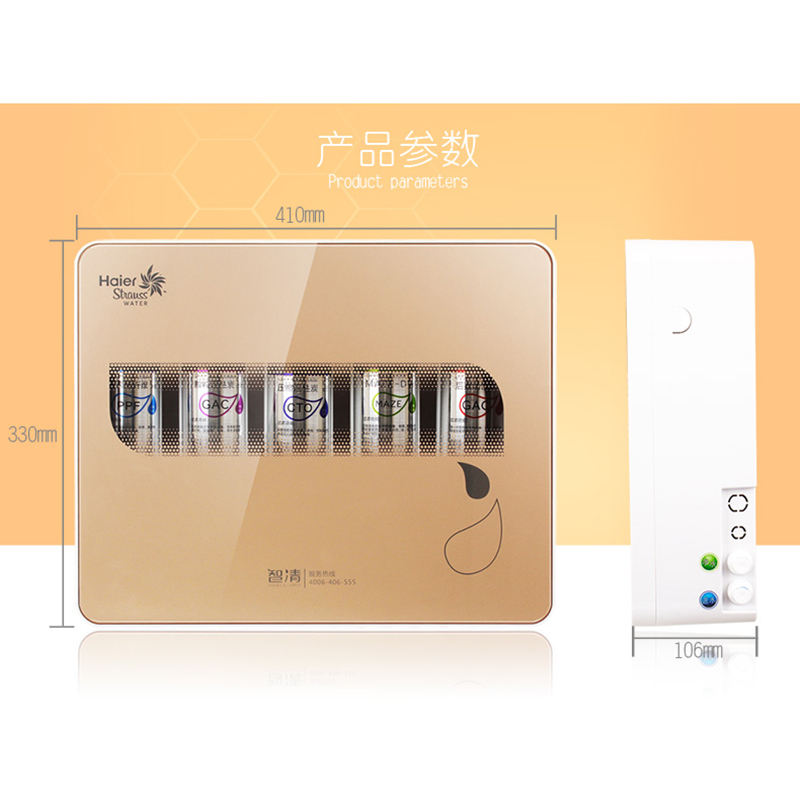 产品参数
Product parameters
410mm
Haier
Strauss
WATER
PPF
GAC
CTO
MAZE
GAC
330mm
智清
服务热线
4006-406-555
106mm